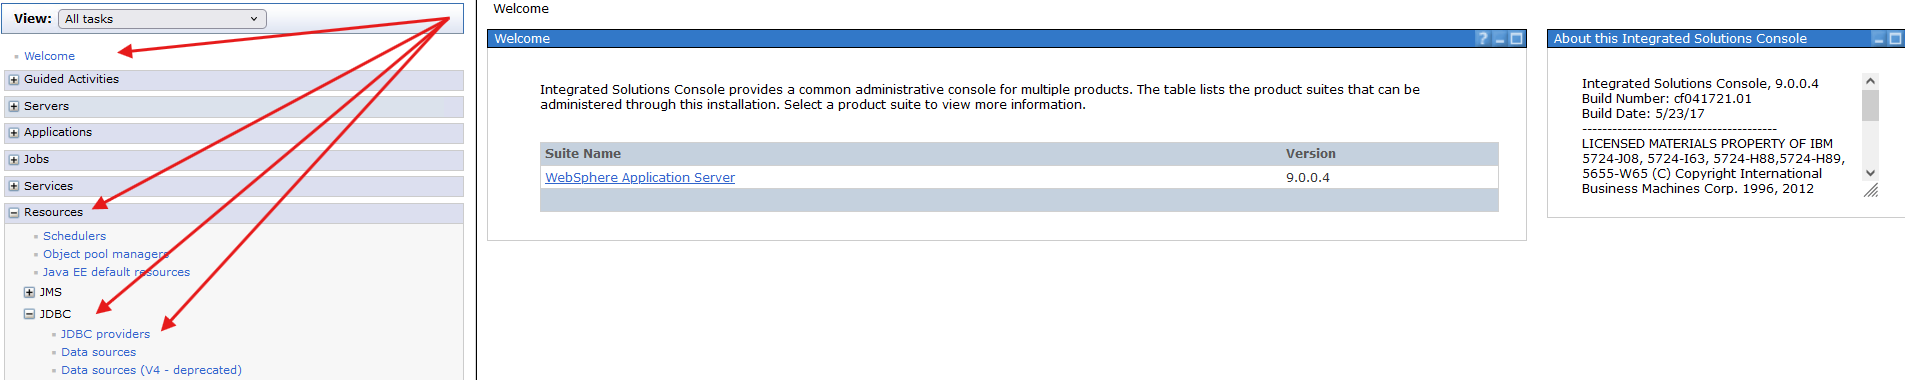 View: All tasks
Welcome
Guided Activities
Servers
Applications
Jobs
Services
Resources
Schedulers
Object pool managers
Java EE default resources
JMS
JDBC
JDBC providers
Data sources
Data sources (V4 - deprecated)
Welcome
Welcome
?
Integrated Solutions Console provides a common administrative console for multiple products. The table lists the product suites that can be
administered through this installation. Select a product suite to view more information.
Suite Name Version
WebSphere Application Server 9.0.0.4
About this Integrated Solutions Console
Integrated Solutions Console, 9.0.0.4
Build Number: cf041721.01
Build Date: 5/23/17
---------------------------------------
LICENSED MATERIALS PROPERTY OF IBM
5724-J08, 5724-I63, 5724-H88,5724-H89,
5655-W65 (C) Copyright International
Business Machines Corp. 1996, 2012